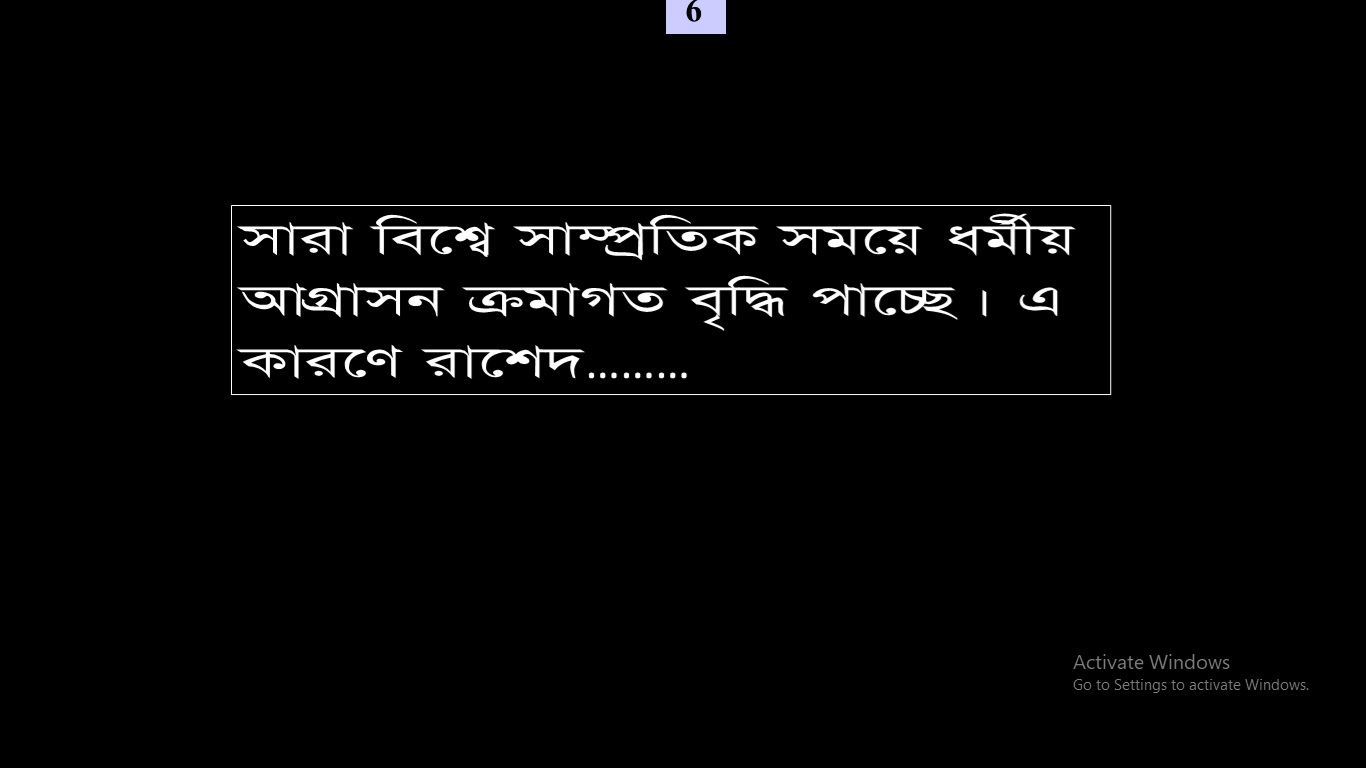 6
সারা বিশ্বে সাম্প্রতিক সময়ে ধর্মীয়
আগ্রাসন ক্রমাগত বৃদ্ধি পাচ্ছে। এ
কারণে রাশেদ.........
Activate Windows
Go to Settings to activate Windows.